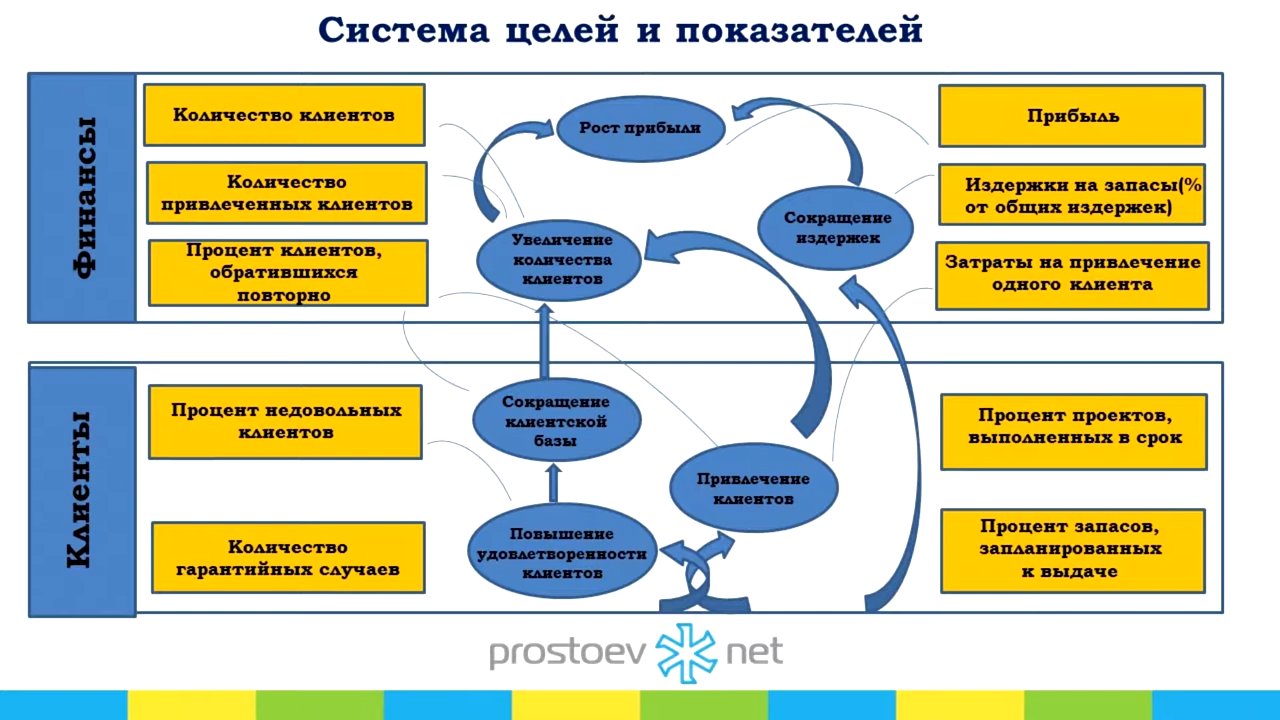 Система целей и показателей
Финансы
Количество клиентов
Количество
привлеченных клиентов
Процент клиентов,
обратившихся
повторно
Рост прибыли
Увеличение
количества
клиентов
Сокращение
издержек
Прибыль
Издержки на запасы(%
от общих издержек)
Затраты на привлечение
одного клиента
Клиенты
Процент недовольных
клиентов
Количество
гарантийных случаев
Сокращение
клиентской
базы
Привлечение
клиентов
Повышение
удовлетворенности
клиентов
Процент проектов,
выполненных в срок
Процент запасов,
запланированных
к выдаче
prostoev net